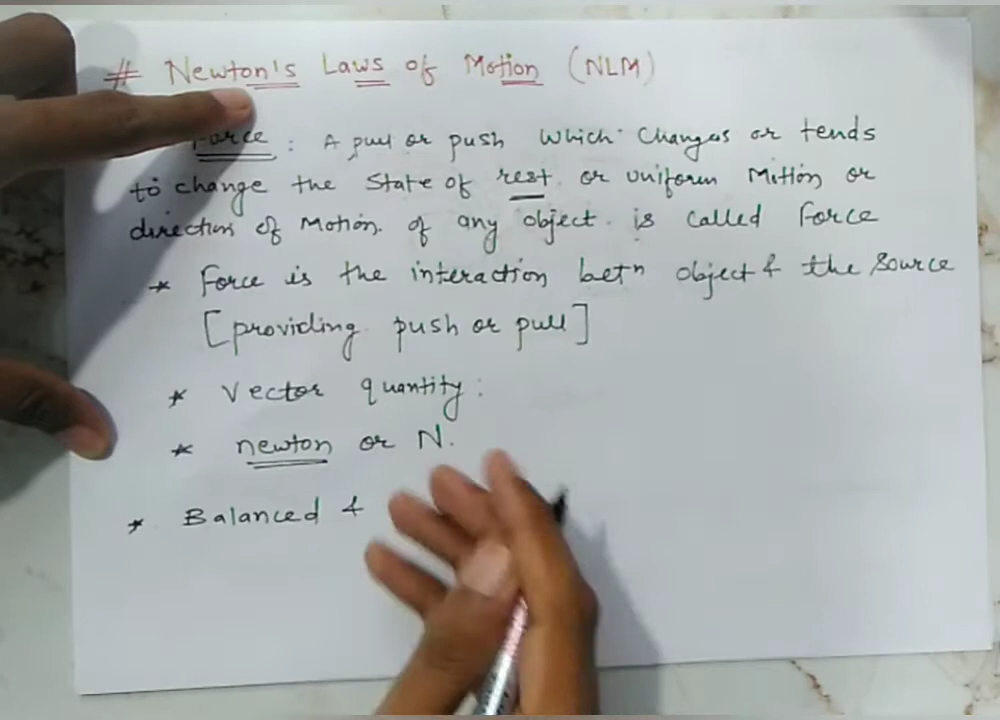 # Newton's Laws of Motion (NLM)
Force : A pull or push which changes or tends
to change the state of rest or uniform Mition or
direction of Motion. of any object. is called Force
* Force is the interaction betn object & the source
[providing push or pull]
* Vector quantity :
* newton or N.
* Balanced &